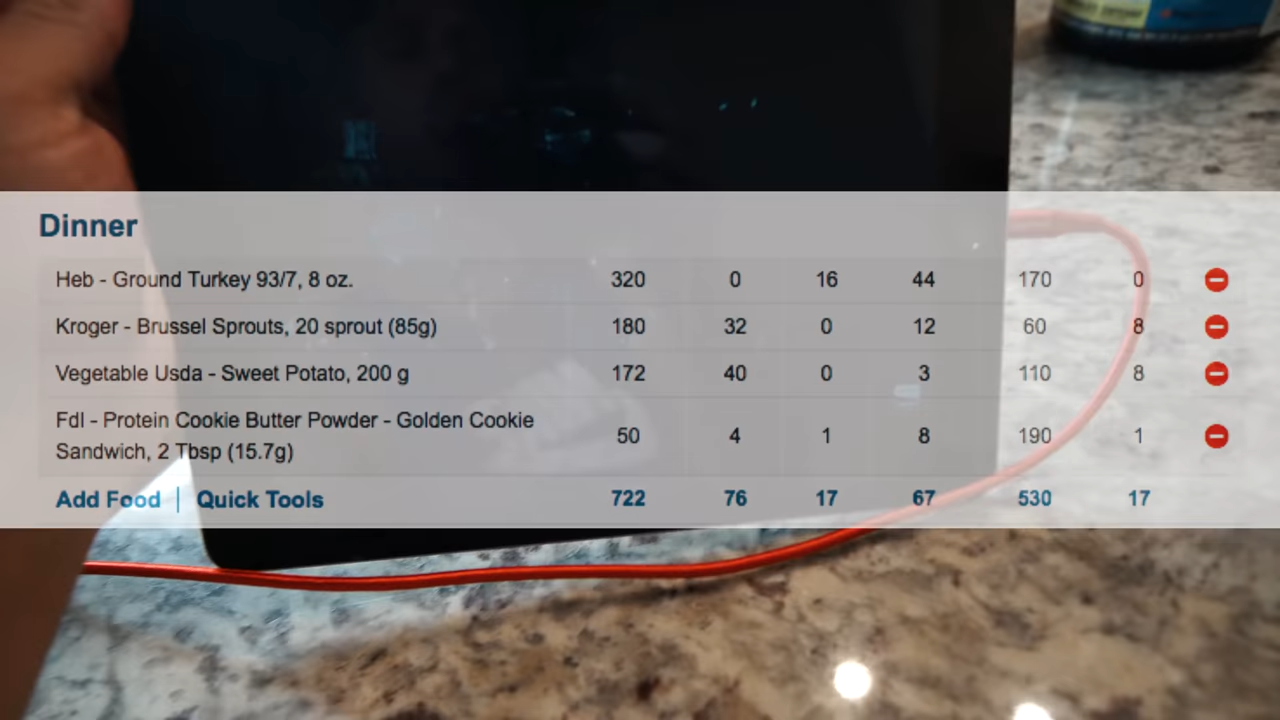 Dinner
Heb - Ground Turkey 93/7, 8 oz. 320 0 16 44 170 0
Kroger - Brussel Sprouts, 20 sprout (85g) 180 32 0 12 60 8
Vegetable Usda - Sweet Potato, 200 g 172 40 0 3 110 8
Fdl - Protein Cookie Butter Powder - Golden Cookie
Sandwich, 2 Tbsp (15.7g) 50 4 1 8 190 1
Add Food | Quick Tools 722 76 17 67 530 17